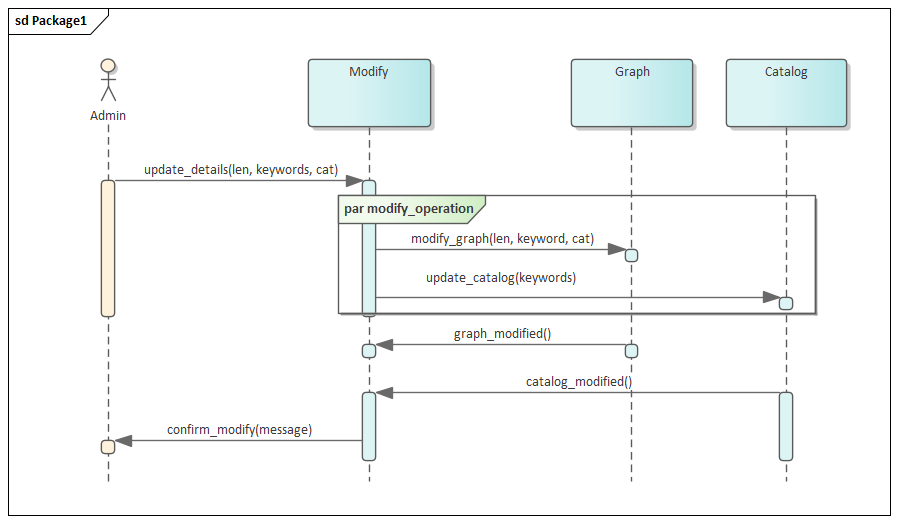 sd Package1
Admin
Modify
Graph
Catalog
update_details(len, keywords, cat)
par modify_operation
modify_graph(len, keyword, cat)
update_catalog(keywords)
graph_modified()
catalog_modified()
confirm_modify(message)